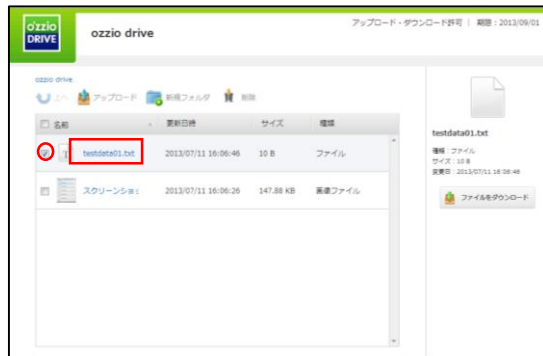 ozzio
DRIVE
ozzio drive
アップロード・ダウンロード許可 | 期限：2013/09/01
ozzio drive
上へ アップロード 新規フォルダ 削除
名前 更新日時 サイズ 種類
testdata01.txt 2013/07/11 16:06:46 10 B ファイル
スクリーンショ 2013/07/11 16:06:26 147.88 KB 画像ファイル
testdata01.txt
種類：ファイル
サイズ：10 B
変更日：2013/07/11 16:06:46
ファイルをダウンロード